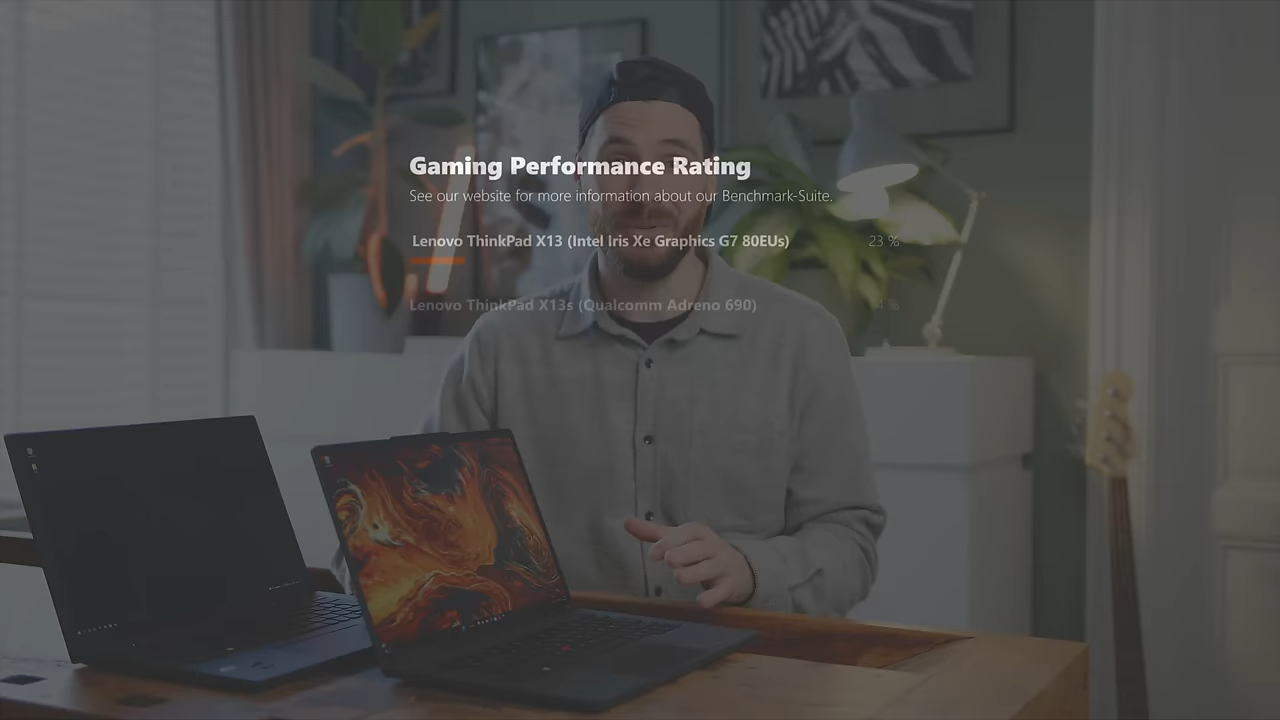 Gaming Performance Rating
See our website for more information about our Benchmark-Suite.
Lenovo ThinkPad X13 (Intel Iris Xe Graphics G7 80EUs) 23 %
Lenovo ThinkPad X13s (Qualcomm Adreno 690) %